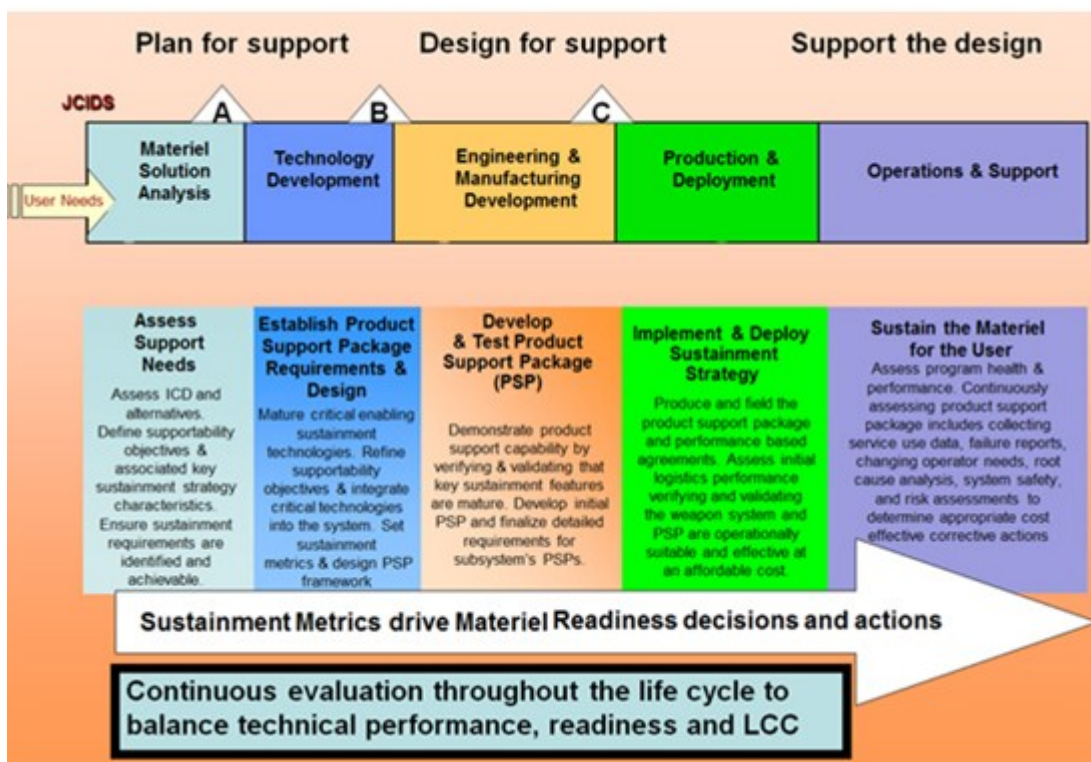 Plan for support
Design for support
Support the design
JCIDS
A
B
C
User Needs
Materiel
Solution
Analysis
Technology
Development
Engineering &
Manufacturing
Development
Production &
Deployment
Operations & Support
Assess
Support
Needs
Assess ICD and
alternatives.
Define supportability
objectives &
associated key
sustainment strategy
characteristics.
Ensure sustainment
requirements are
identified and
achievable.
Establish Product
Support Package
Requirements &
Design
Mature critical enabling
sustainment
technologies. Refine
supportability
objectives & integrate
critical technologies
into the system. Set
sustainment
metrics & design PSP
framework
Develop
& Test Product
Support Package
(PSP)
Demonstrate product
support capability by
verifying & validating that
key sustainment features
are mature. Develop initial
PSP and finalize detailed
requirements for
subsystem's PSPs.
Implement & Deploy
Sustainment
Strategy
Produce and field the
product support package
and performance based
agreements. Assess initial
logistics performance
verifying and validating
the weapon system and
PSP are operationally
suitable and effective at
an affordable cost.
Sustain the Materiel
for the User
Assess program health &
performance. Continuously
assessing product support
package includes collecting
service use data, failure reports,
changing operator needs, root
cause analysis, system safety,
and risk assessments to
determine appropriate cost
effective corrective actions
Sustainment Metrics drive Materiel Readiness decisions and actions
Continuous evaluation throughout the life cycle to
balance technical performance, readiness and LCC